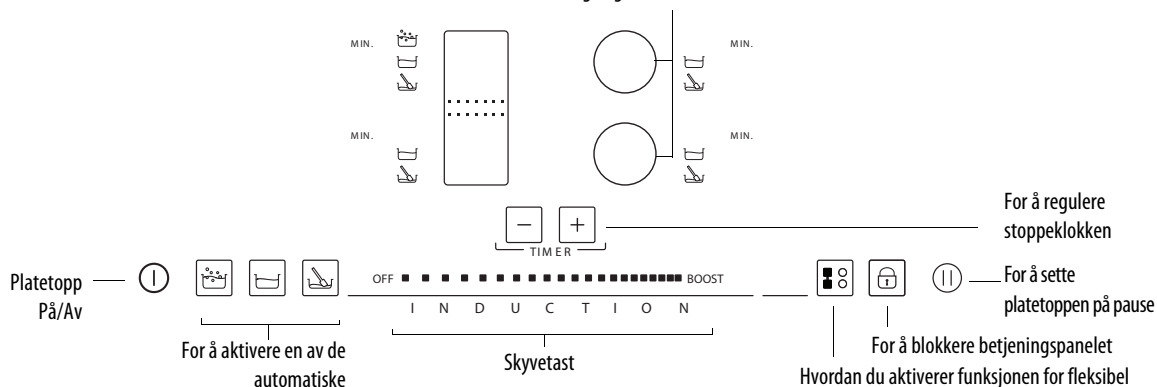 MIN.
MIN.
MIN.
MIN.
TIMER
For å regulere
stoppeklokken
Platetopp
På/Av
OFF
BOOST
INDUCTION
For å sette
platetoppen på pause
For å aktivere en av de
automatiske
Skyvetast
For å blokkere betjeningspanelet
Hvordan du aktiverer funksjonen for fleksibel